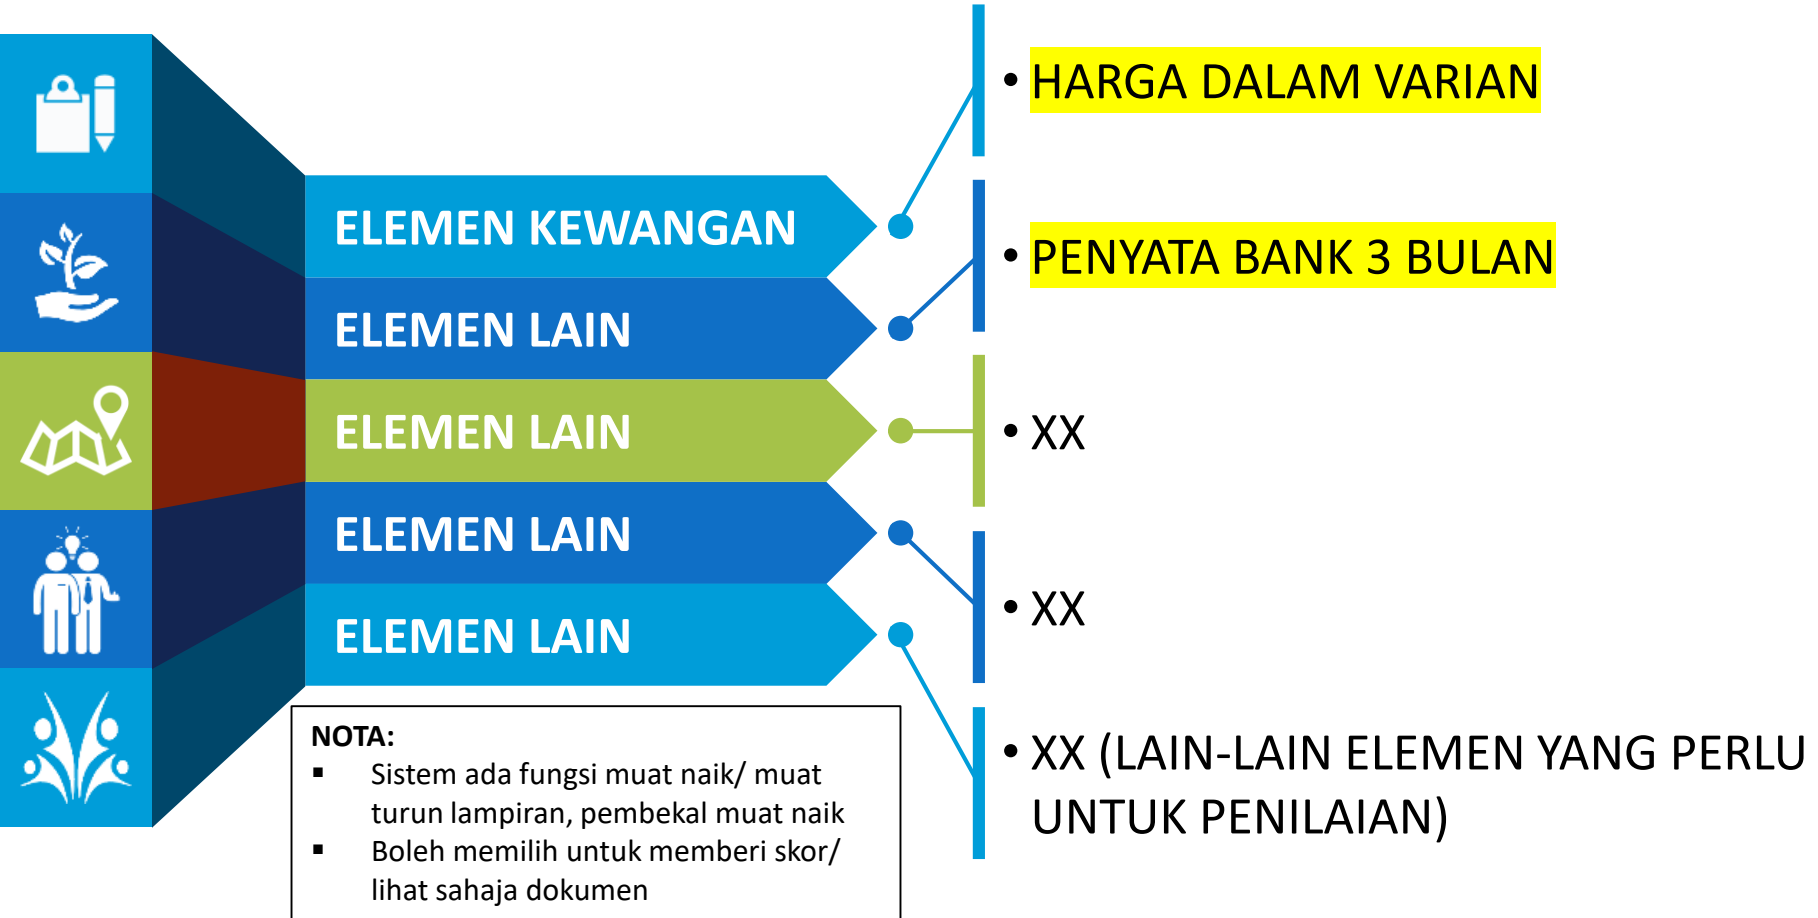 ELEMEN KEWANGAN
ELEMEN LAIN
ELEMEN LAIN
ELEMEN LAIN
ELEMEN LAIN
• HARGA DALAM VARIAN
• PENYATA BANK 3 BULAN
• XX
• XX
• XX (LAIN-LAIN ELEMEN YANG PERLU
UNTUK PENILAIAN)
NOTA:
▪ Sistem ada fungsi muat naik/ muat
turun lampiran, pembekal muat naik
▪ Boleh memilih untuk memberi skor/
lihat sahaja dokumen